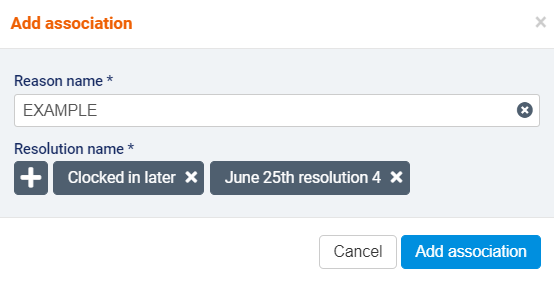 Add association
Reason name *
EXAMPLE
Resolution name *
Clocked in later
June 25th resolution 4
Cancel
Add association